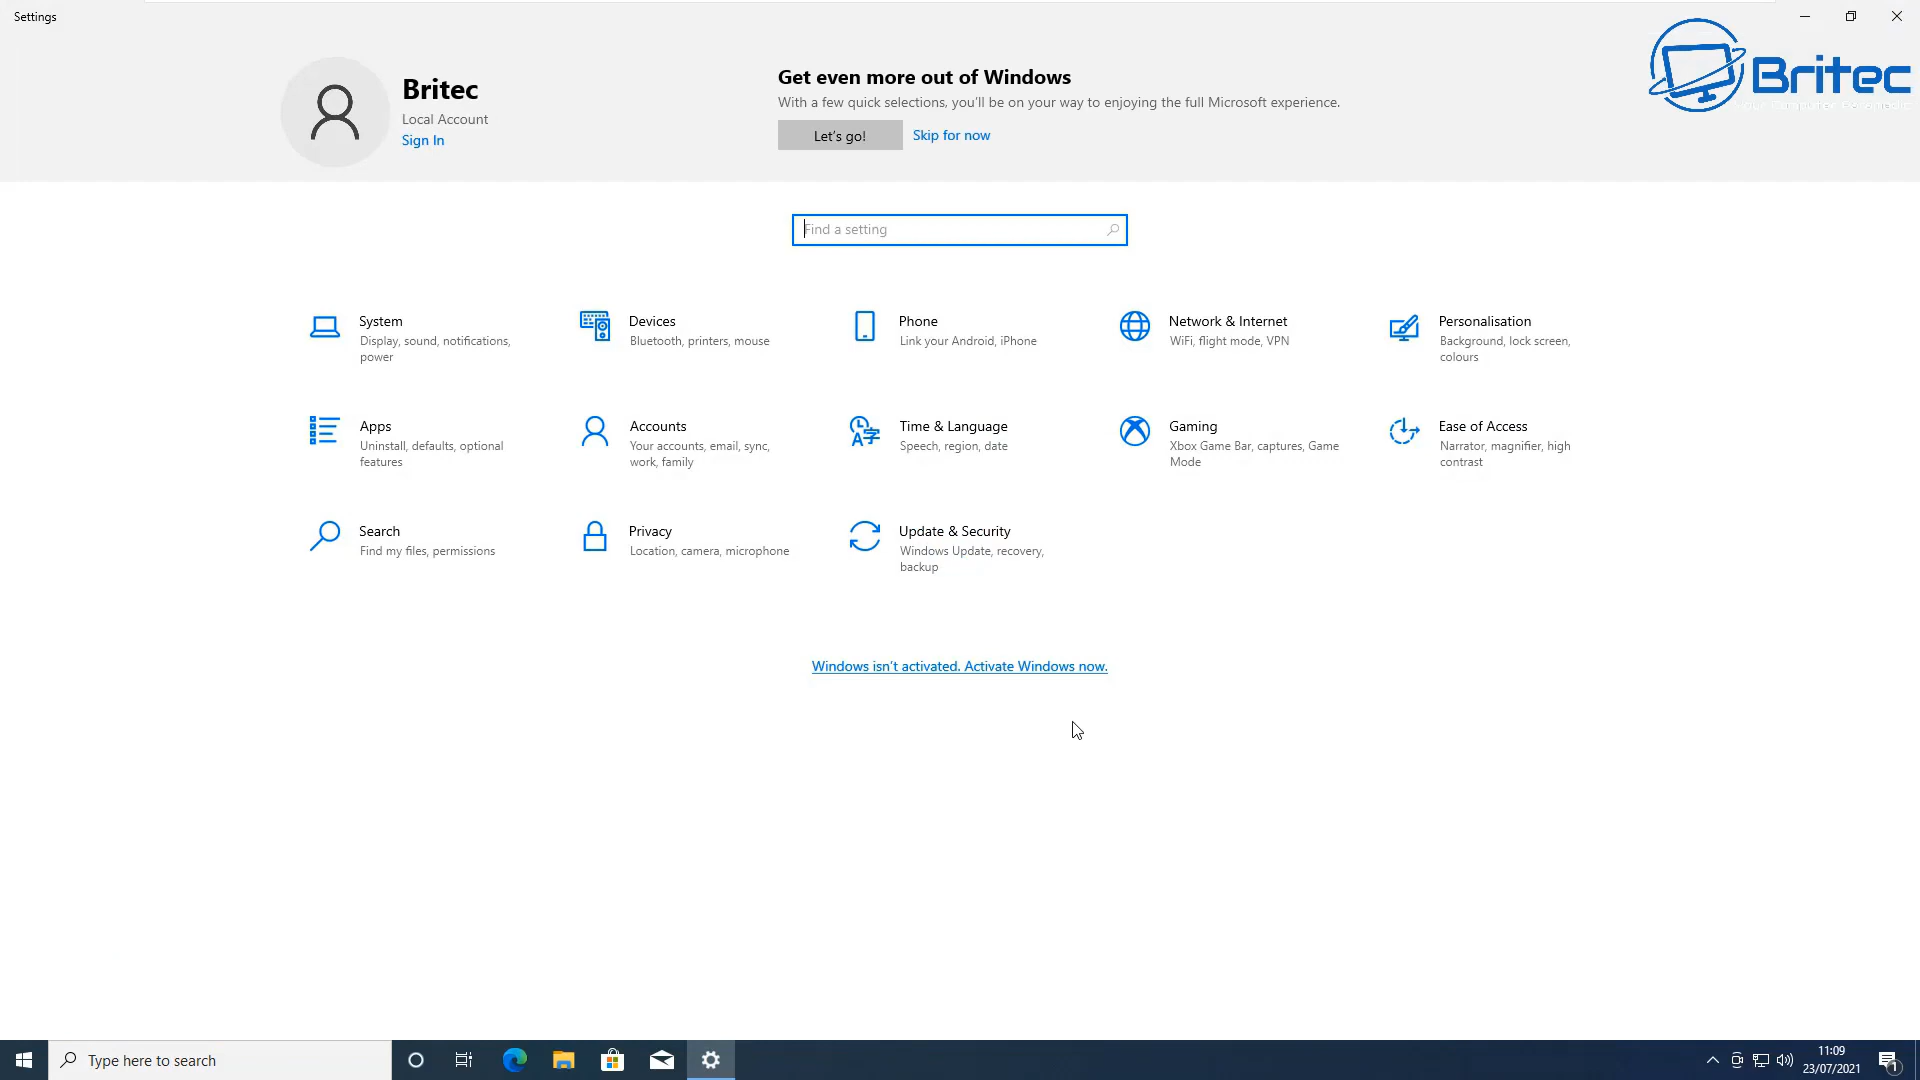 Settings
Britec
Local Account
Sign In
Get even more out of Windows
With a few quick selections, you'll be on your way to enjoying the full Microsoft experience.
Let's go!
Skip for now
Britec
Find a setting
System
Display, sound, notifications,
power
Devices
Bluetooth, printers, mouse
Phone
Link your Android, iPhone
Network & Internet
WiFi, flight mode, VPN
Personalisation
Background, lock screen,
colours
Apps
Uninstall, defaults, optional
features
Accounts
Your accounts, email, sync,
work, family
Time & Language
Speech, region, date
Gaming
Xbox Game Bar, captures, Game
Mode
Ease of Access
Narrator, magnifier, high
contrast
Search
Find my files, permissions
Privacy
Location, camera, microphone
Update & Security
Windows Update, recovery,
backup
Windows isn't activated. Activate Windows now.
Type here to search
11:09
23/07/2021
1